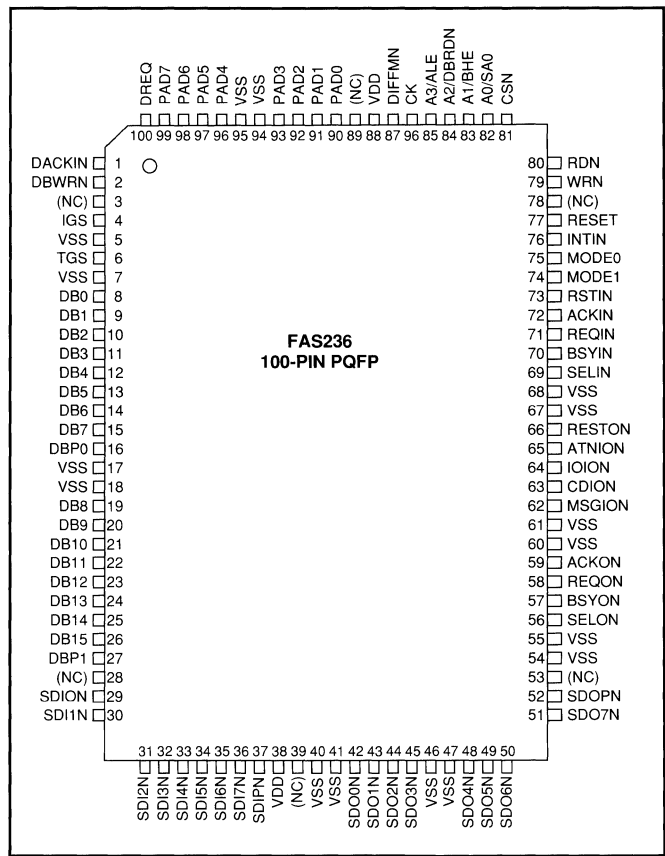 DREQ
PAD7
PAD6
PAD5
PAD4
VSS
VSS
PAD3
PAD2
PAD1
PAD0
(NC)
VDD
DIFFMN
CK
A3/ALE
A2/DBRDN
A1/BHE
A0/SA0
CSN
100 99 98 97 96 95 94 93 92 91 90 89 88 87 96 85 84 83 82 81
DACKIN 1
DBWRN 2
(NC) 3
IGS 4
VSS 5
TGS 6
VSS 7
DB0 8
DB1 9
DB2 10
DB3 11
DB4 12
DB5 13
DB6 14
DB7 15
DBP0 16
VSS 17
VSS 18
DB8 19
DB9 20
DB10 21
DB11 22
DB12 23
DB13 24
DB14 25
DB15 26
DBP1 27
(NC) 28
SDION 29
SDI1N 30
FAS236
100-PIN PQFP
80 RDN
79 WRN
78 (NC)
77 RESET
76 INTIN
75 MODE0
74 MODE1
73 RSTIN
72 ACKIN
71 REQIN
70 BSYIN
69 SELIN
68 VSS
67 VSS
66 RESTON
65 ATNION
64 IOION
63 CDION
62 MSGION
61 VSS
60 VSS
59 ACKON
58 REQON
57 BSYON
56 SELON
55 VSS
54 VSS
53 (NC)
52 SDOPN
51 SDO7N
31 32 33 34 35 36 37 38 39 40 41 42 43 44 45 46 47 48 49 50
SDI2N
SDI3N
SDI4N
SDI5N
SDI6N
SDI7N
SDIPN
VDD
(NC)
VSS
VSS
SDO0N
SDO1N
SDO2N
SDO3N
VSS
VSS
SDO4N
SDO5N
SDO6N